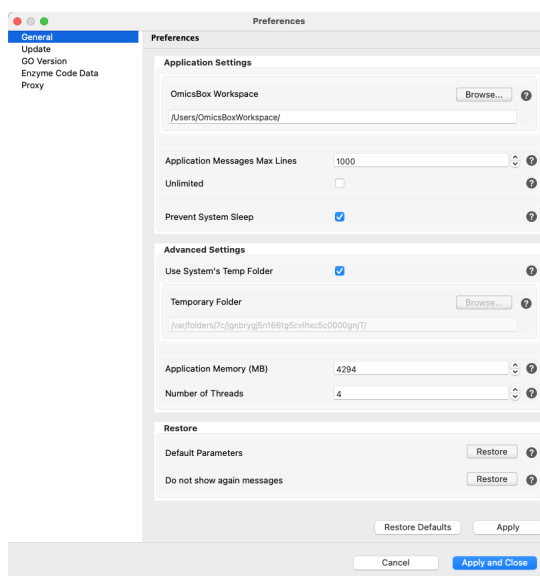 Preferences
General
Update
GO Version
Enzyme Code Data
Proxy
Preferences
Application Settings
OmicsBox Workspace Browse... ?
/Users/OmicsBoxWorkspace/
Application Messages Max Lines 1000 ?
Unlimited ?
Prevent System Sleep ?
Advanced Settings
Use System's Temp Folder ?
Temporary Folder Browse... ?
/var/folders/7c/jgnbrygj5n166tg5cvlhxc5c0000gn/T/
Application Memory (MB) 4294 ?
Number of Threads 4 ?
Restore
Default Parameters Restore ?
Do not show again messages Restore ?
Restore Defaults Apply
Cancel Apply and Close